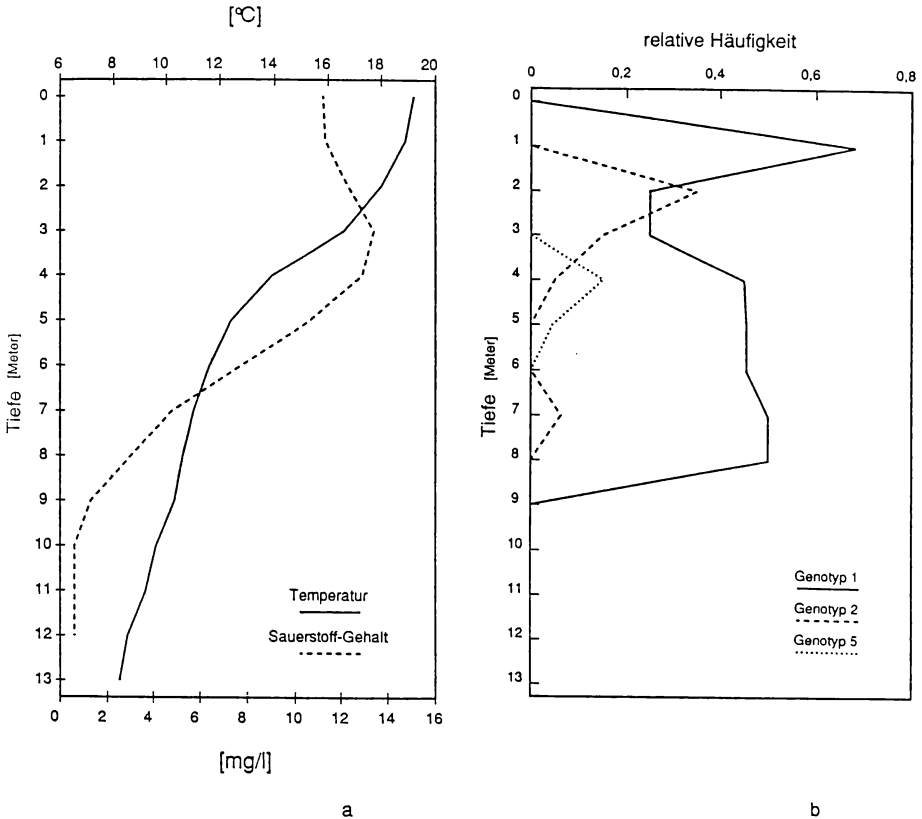 [°C]
6 8 10 12 14 16 18 20
0
1
2
3
4
5
6
7
8
9
10
11
12
13
Tiefe [Meter]
Temperatur
Sauerstoff-Gehalt
0 2 4 6 8 10 12 14 16
[mg/l]
a
relative Häufigkeit
0 0,2 0,4 0,6 0,8
0
1
2
3
4
5
6
7
8
9
10
11
12
13
Tiefe [Meter]
Genotyp 1
Genotyp 2
Genotyp 5
b